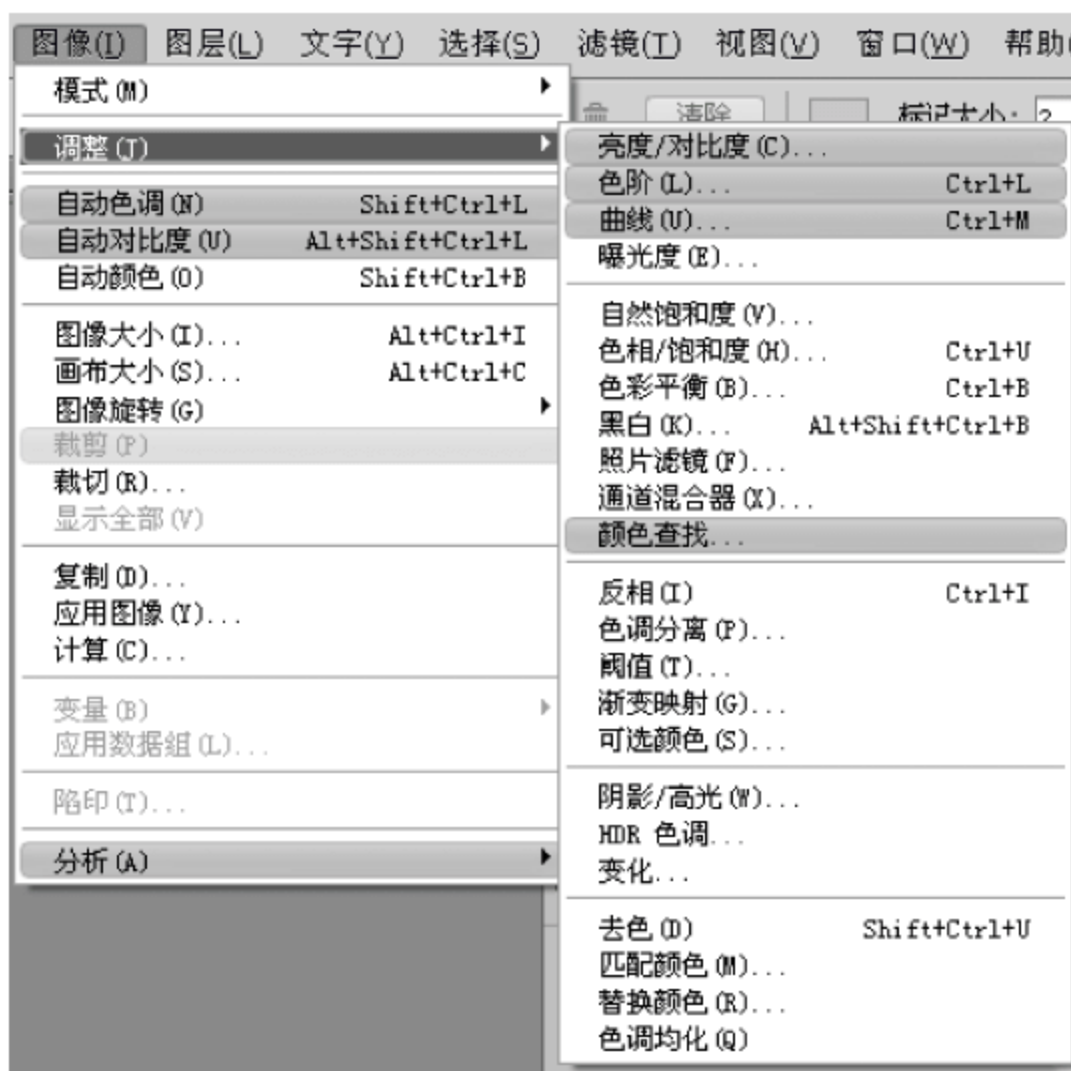 图像(I) 图层(L) 文字(Y) 选择(S) 滤镜(T) 视图(V) 窗口(W) 帮助(
清除 标记大小: 2
模式(M)
调整(J)
自动色调(N) Shift+Ctrl+L
自动对比度(U) Alt+Shift+Ctrl+L
自动颜色(O) Shift+Ctrl+B
图像大小(I)... Alt+Ctrl+I
画布大小(S)... Alt+Ctrl+C
图像旋转(G)
裁剪(P)
裁切(R)...
显示全部(V)
复制(D)...
应用图像(Y)...
计算(C)...
变量(B)
应用数据组(L)...
陷印(T)...
分析(A)
亮度/对比度(C)...
色阶(L)... Ctrl+L
曲线(U)... Ctrl+M
曝光度(E)...
自然饱和度(V)...
色相/饱和度(H)... Ctrl+U
色彩平衡(B)... Ctrl+B
黑白(K)... Alt+Shift+Ctrl+B
照片滤镜(F)...
通道混合器(X)...
颜色查找...
反相(I) Ctrl+I
色调分离(P)...
阈值(T)...
渐变映射(G)...
可选颜色(S)...
阴影/高光(W)...
HDR 色调...
变化...
去色(D) Shift+Ctrl+U
匹配颜色(M)...
替换颜色(R)...
色调均化(Q)